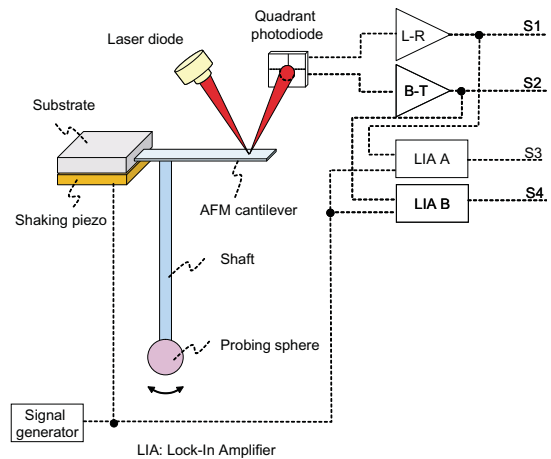 Quadrant
photodiode
Laser diode
L-R
S1
B-T
S2
Substrate
LIA A
S3
LIA B
S4
Shaking piezo
AFM cantilever
Shaft
Probing sphere
Signal
generator
LIA: Lock-In Amplifier